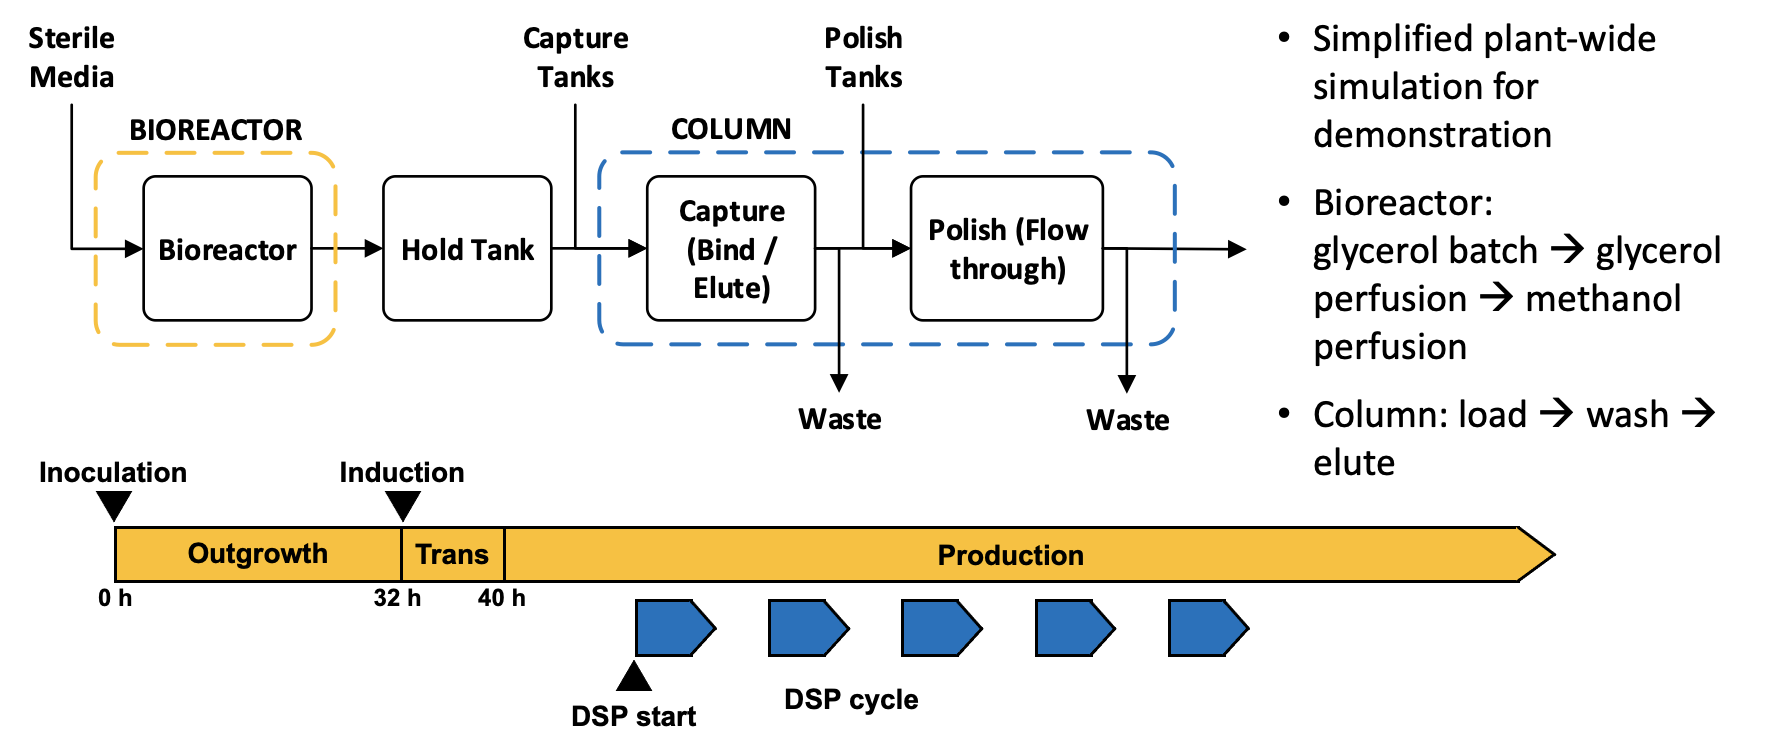 Sterile
Media
Capture
Tanks
Polish
Tanks
BIOREACTOR
COLUMN
Bioreactor
Hold Tank
Capture
(Bind /
Elute)
Polish (Flow
through)
Waste
Waste
• Simplified plant-wide
simulation for
demonstration
• Bioreactor:
glycerol batch → glycerol
perfusion → methanol
perfusion
• Column: load → wash →
elute
Inoculation
Induction
Outgrowth
Trans
Production
0 h
32 h
40 h
DSP start
DSP cycle